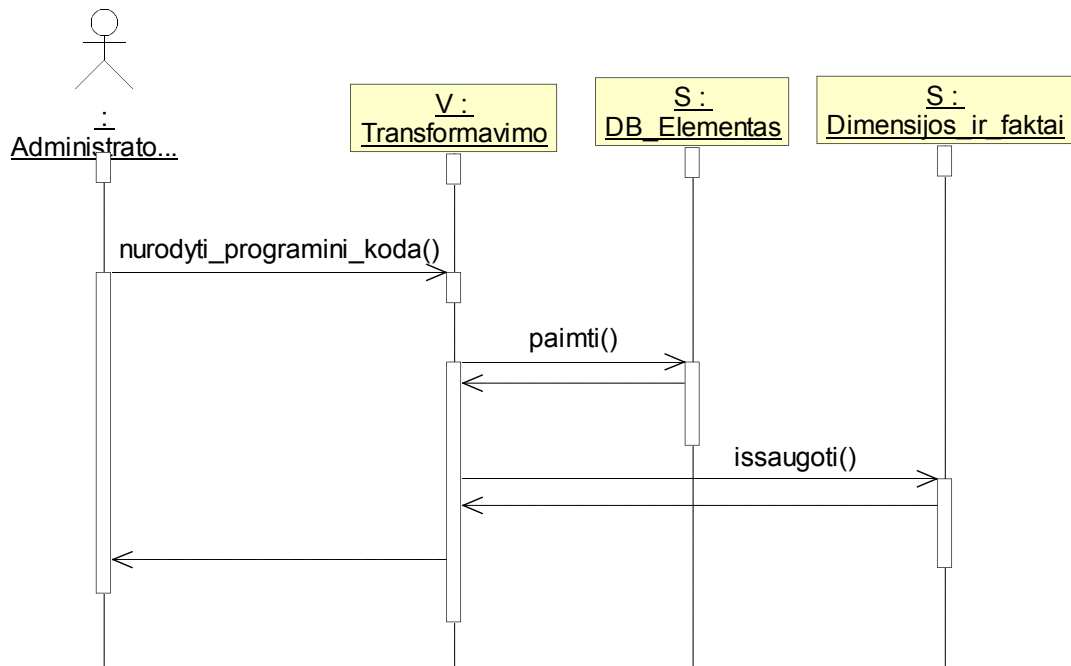 :
Administrato...
V :
Transformavimo
S :
DB_Elementas
S :
Dimensijos_ir_faktai
nurodyti_programini_koda()
paimti()
issaugoti()